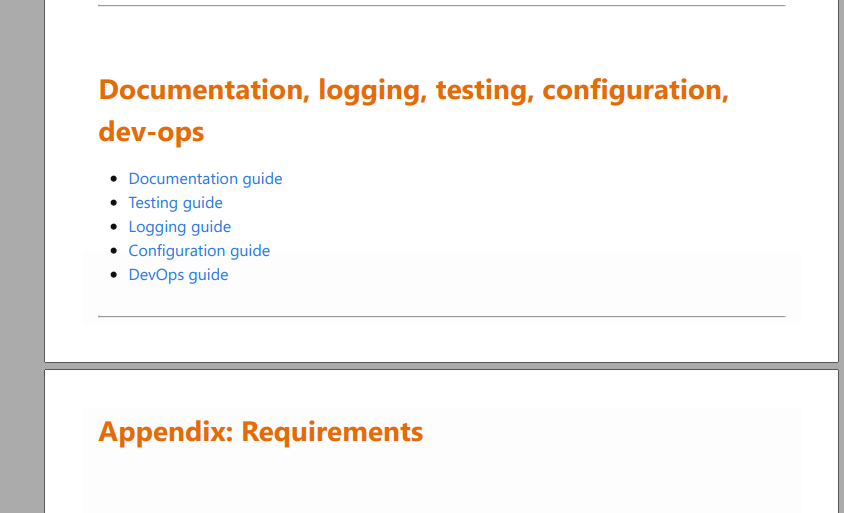 Documentation, logging, testing, configuration,
dev-ops
Documentation guide
Testing guide
Logging guide
Configuration guide
DevOps guide
Appendix: Requirements